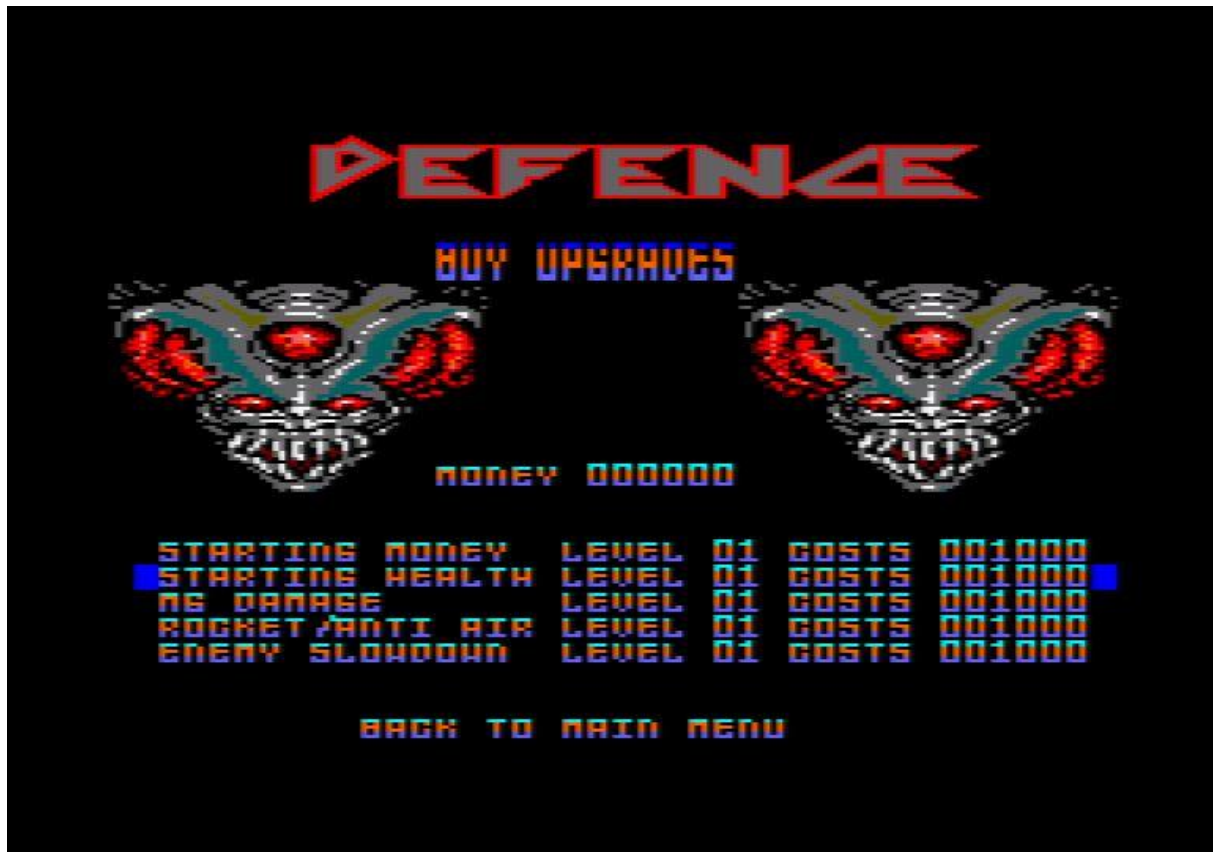 DEFENCE
BUY UPGRADES
MONEY 000000
STARTING MONEY LEVEL 01 COSTS 001000
STARTING HEALTH LEVEL 01 COSTS 001000
MG DAMAGE LEVEL 01 COSTS 001000
ROCKET/ANTI AIR LEVEL 01 COSTS 001000
ENEMY SLOWDOWN LEVEL 01 COSTS 001000
BACK TO MAIN MENU